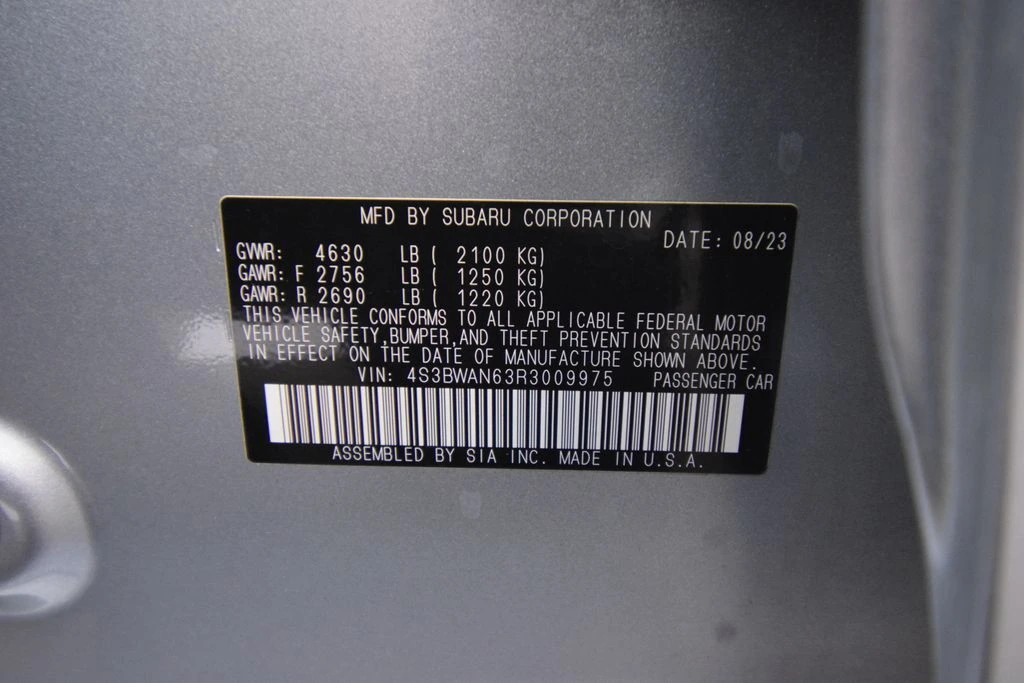 MFD BY SUBARU CORPORATION
DATE: 08/23
GVWR: 4630 LB ( 2100 KG)
GAWR: F 2756 LB ( 1250 KG)
GAWR: R 2690 LB ( 1220 KG)
THIS VEHICLE CONFORMS TO ALL APPLICABLE FEDERAL MOTOR
VEHICLE SAFETY,BUMPER,AND THEFT PREVENTION STANDARDS
IN EFFECT ON THE DATE OF MANUFACTURE SHOWN ABOVE.
VIN: 4S3BWAN63R3009975 PASSENGER CAR
ASSEMBLED BY SIA INC. MADE IN U.S.A.